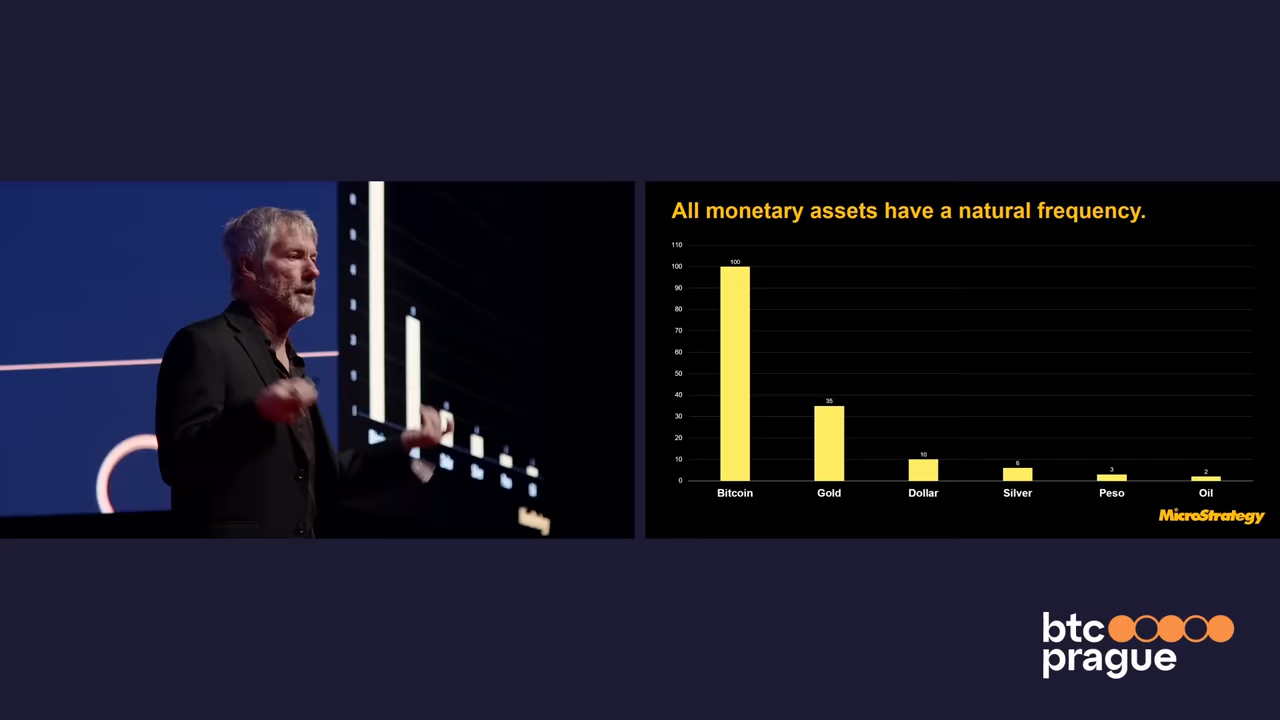 All monetary assets have a natural frequency.
110
100
100
90
80
70
60
50
40
35
30
20
10
10
6
3
2
0
Bitcoin
Gold
Dollar
Silver
Peso
Oil
MicroStrategy
btc
prague